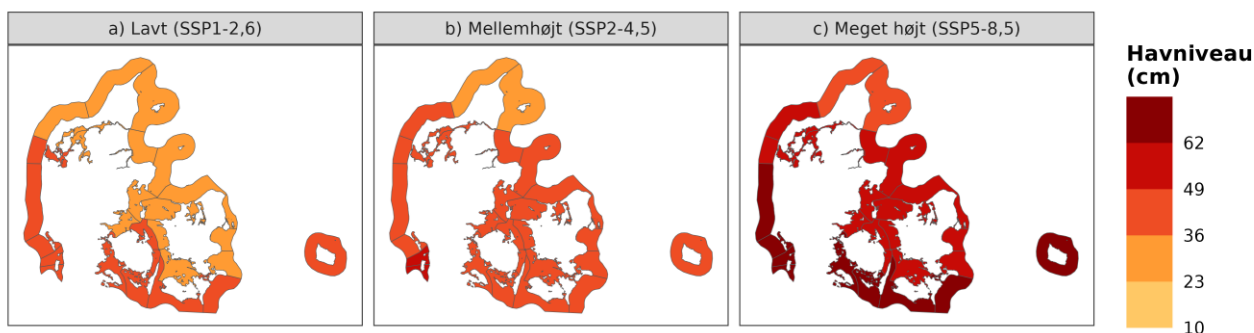 a) Lavt (SSP1-2,6)
b) Mellemhøjt (SSP2-4,5)
c) Meget højt (SSP5-8,5)
Havniveau
(cm)
62
49
36
23
10